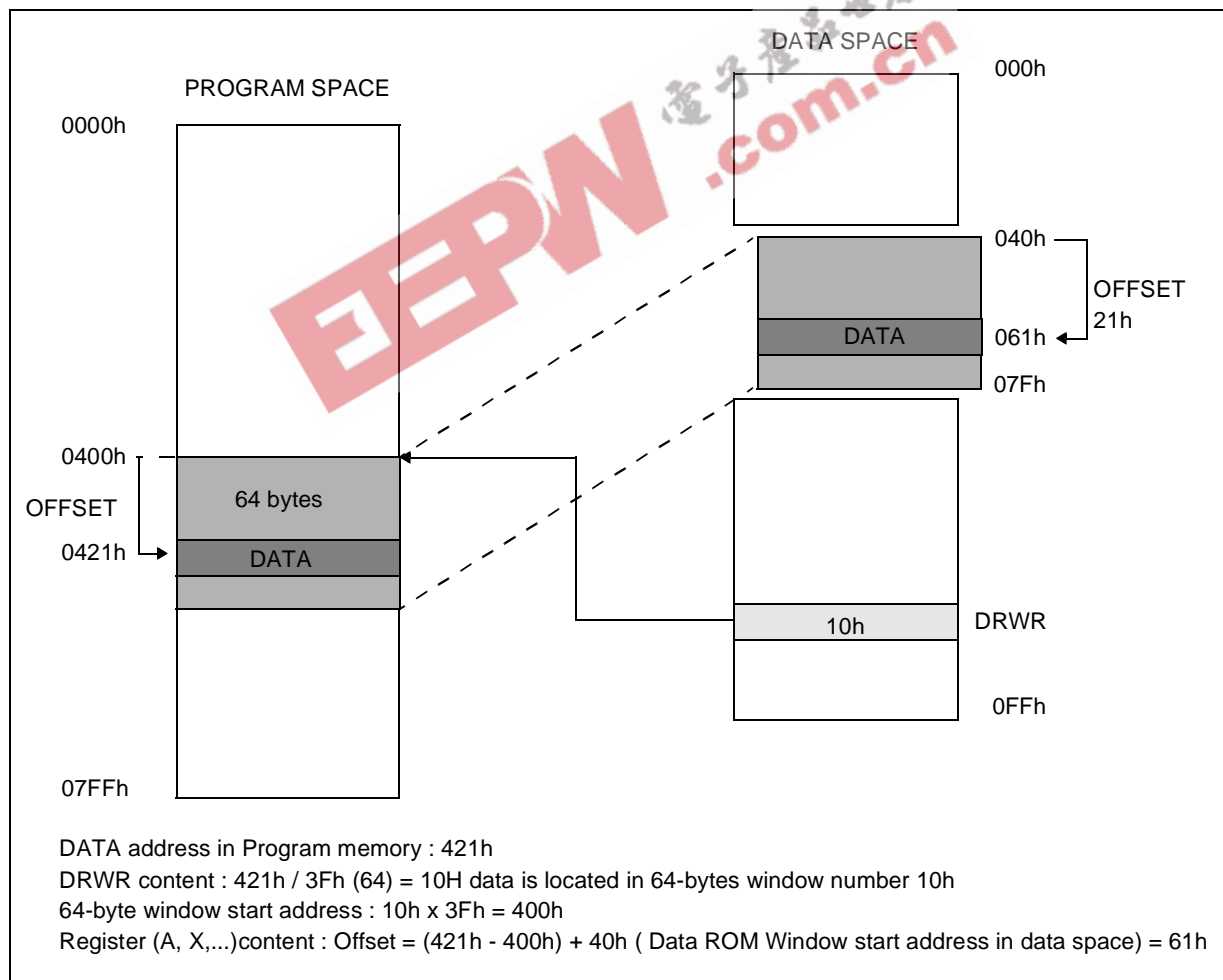 DATA SPACE
000h
PROGRAM SPACE
0000h
EEPW
.com.cn
040h
OFFSET
21h
DATA
061h
07Fh
0400h
64 bytes
OFFSET
0421h
DATA
10h
DRWR
0FFh
07FFh
DATA address in Program memory : 421h
DRWR content : 421h / 3Fh (64) = 10H data is located in 64-bytes window number 10h
64-byte window start address : 10h x 3Fh = 400h
Register (A, X,...)content : Offset = (421h - 400h) + 40h ( Data ROM Window start address in data space) = 61h